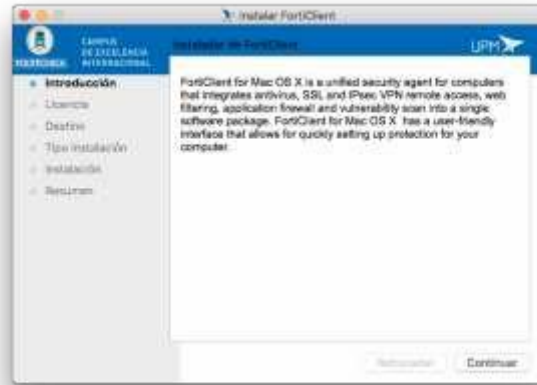 Instalar FortiClient
POLITÉCNICA
CAMPUS
DE EXCELENCIA
INTERNACIONAL
Instalador de FortiClient
UPM
Introducción
Licencia
Destino
Tipo instalación
Instalación
Resumen
FortiClient for Mac OS X is a unified security agent for computers
that integrates antivirus, SSL and IPsec VPN remote access, web
filtering, application firewall and vulnerability scan into a single
software package. FortiClient for Mac OS X has a user-friendly
interface that allows for quickly setting up protection for your
computer.
Retroceder
Continuar